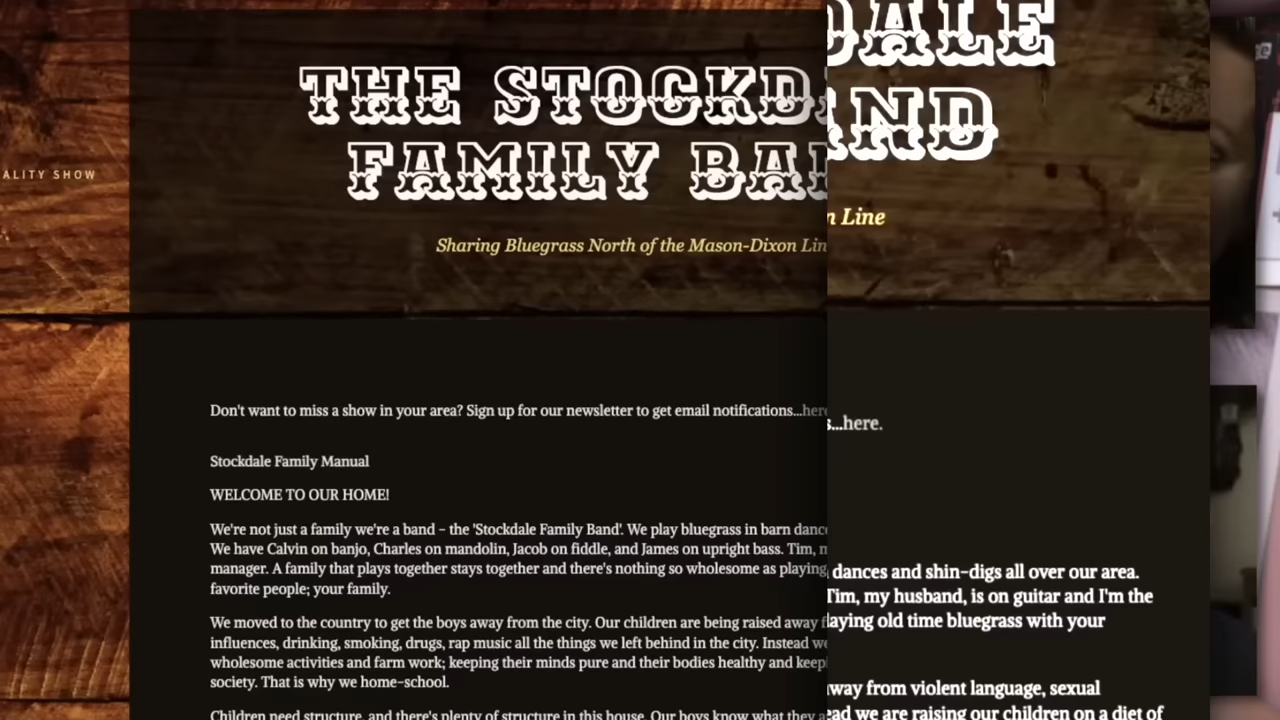 THE STOCKD
FAMILY BAN
Sharing Bluegrass North of the Mason-Dixon Lin
ALITY SHOW
Don't want to miss a show in your area? Sign up for our newsletter to get email notifications...here
Stockdale Family Manual
WELCOME TO OUR HOME!
We're not just a family we're a band - the 'Stockdale Family Band'. We play bluegrass in barn danc
We have Calvin on banjo, Charles on mandolin, Jacob on fiddle, and James on upright bass. Tim, m
manager. A family that plays together stays together and there's nothing so wholesome as playing
favorite people; your family.
We moved to the country to get the boys away from the city. Our children are being raised away f
influences, drinking, smoking, drugs, rap music all the things we left behind in the city. Instead we
wholesome activities and farm work; keeping their minds pure and their bodies healthy and keep
society. That is why we home-school.
Children need structure, and there's plenty of structure in this house. Our boys know what they a
DALE
AND
n Line
s...here.
dances and shin-digs all over our area.
Tim, my husband, is on guitar and I'm the
laying old time bluegrass with your
away from violent language, sexual
ead we are raising our children on a diet of